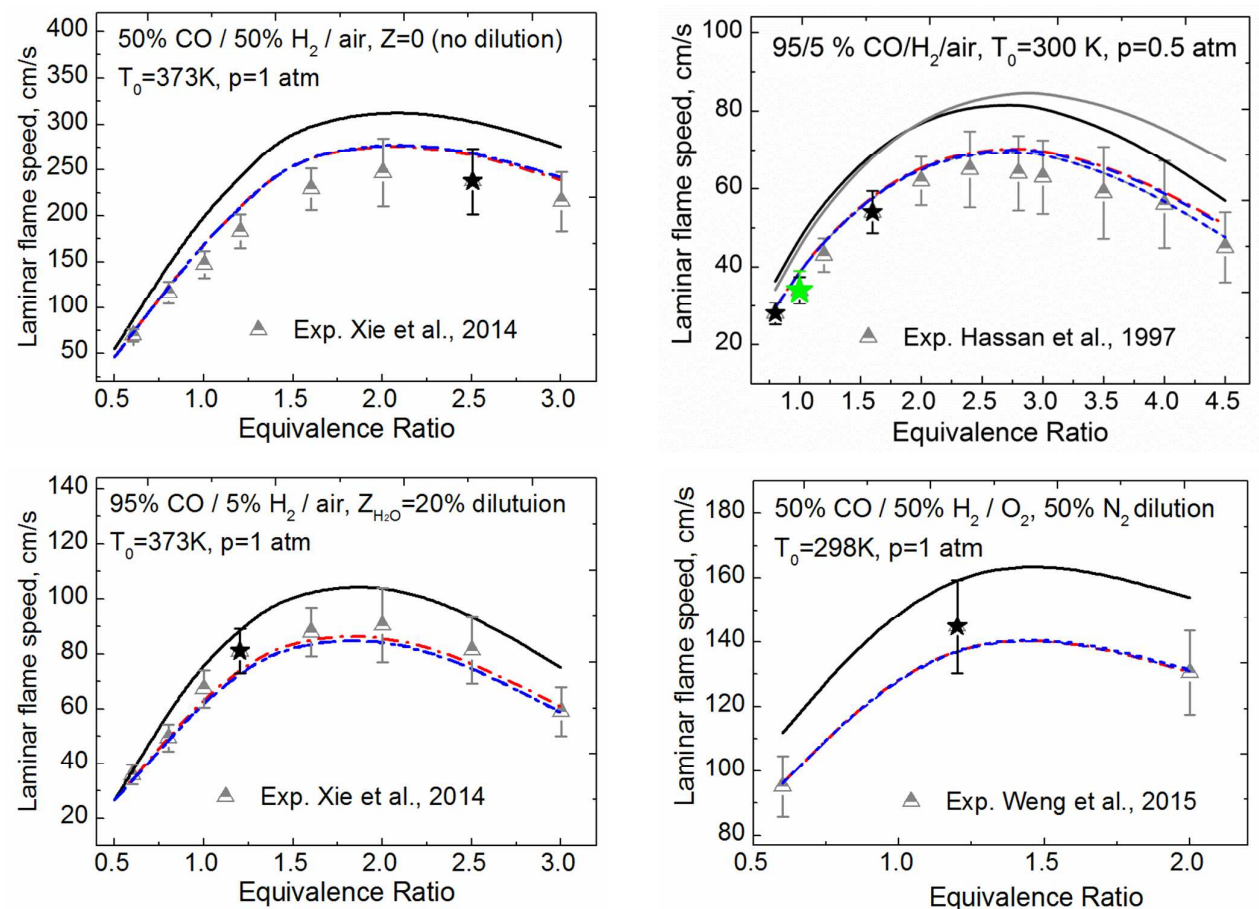 50% CO / 50% H₂ / air, Z=0 (no dilution)
T₀=373K, p=1 atm
Laminar flame speed, cm/s
400
350
300
250
200
150
100
50
Exp. Xie et al., 2014
0.5 1.0 1.5 2.0 2.5 3.0
Equivalence Ratio
95/5 % CO/H₂/air, T₀=300 K, p=0.5 atm
Laminar flame speed, cm/s
100
80
60
40
20
Exp. Hassan et al., 1997
1.0 1.5 2.0 2.5 3.0 3.5 4.0 4.5
Equivalence Ratio
95% CO / 5% H₂ / air, Z_H₂O=20% dilutuion
T₀=373K, p=1 atm
Laminar flame speed, cm/s
140
120
100
80
60
40
20
Exp. Xie et al., 2014
0.5 1.0 1.5 2.0 2.5 3.0
Equivalence Ratio
50% CO / 50% H₂ / O₂, 50% N₂ dilution
T₀=298K, p=1 atm
Laminar flame speed, cm/s
180
160
140
120
100
80
Exp. Weng et al., 2015
0.5 1.0 1.5 2.0
Equivalence Ratio